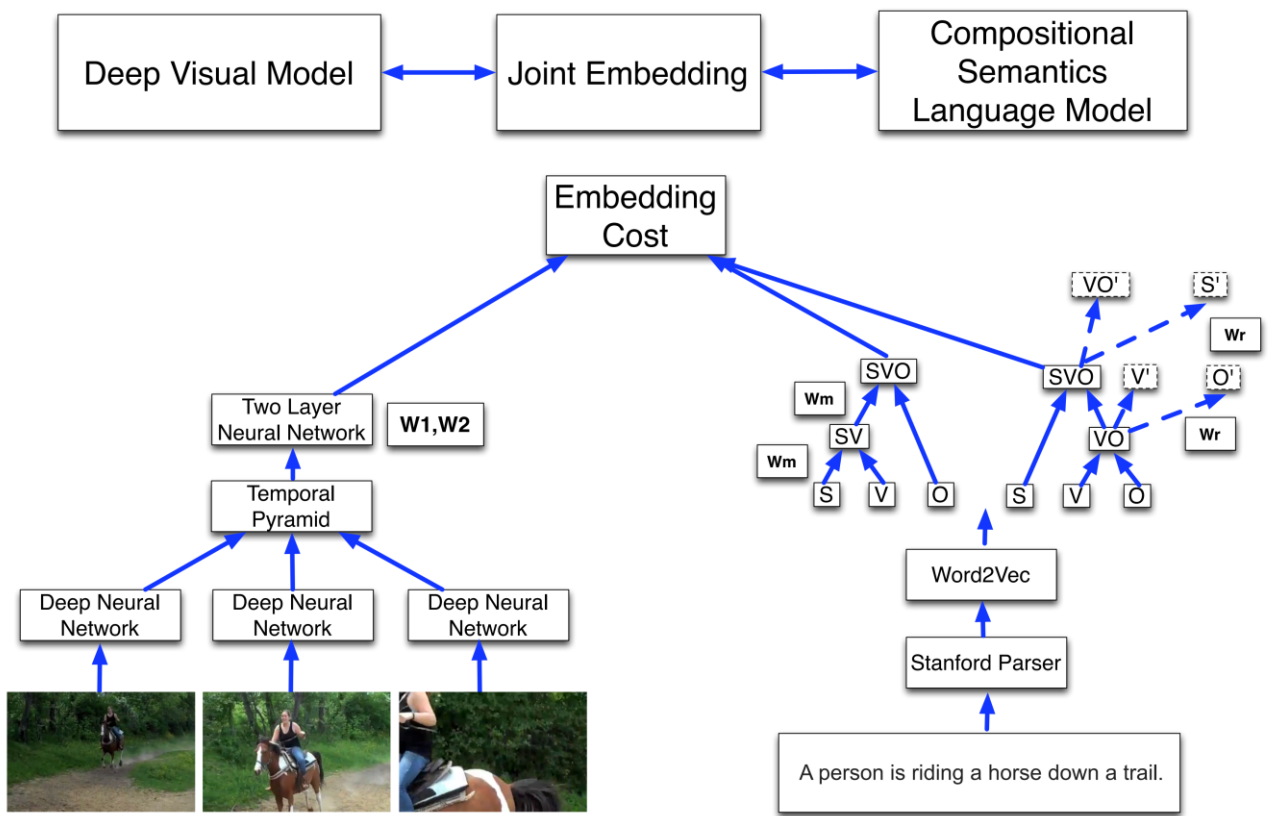 Deep Visual Model
Joint Embedding
Compositional
Semantics
Language Model
Embedding
Cost
VO'
S'
Wr
SVO
SVO
V'
O'
Two Layer
Neural Network
W1,W2
Wm
SV
VO
Wr
Wm
S
V
O
S
V
O
Temporal
Pyramid
Word2Vec
Deep Neural
Network
Deep Neural
Network
Deep Neural
Network
Stanford Parser
A person is riding a horse down a trail.